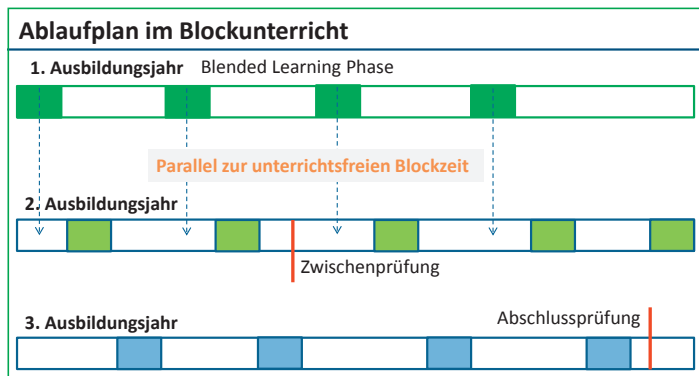 Ablaufplan im Blockunterricht
1. Ausbildungsjahr Blended Learning Phase
Parallel zur unterrichtsfreien Blockzeit
2. Ausbildungsjahr
Zwischenprüfung
3. Ausbildungsjahr
Abschlussprüfung